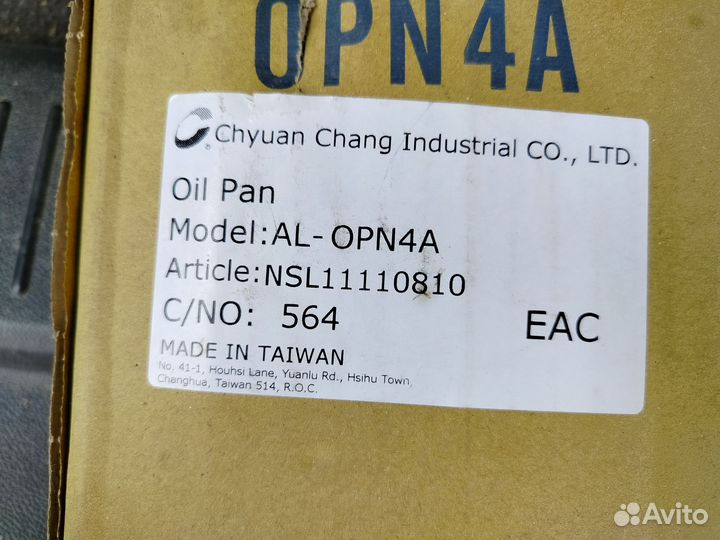 OPN4A
Chyuan Chang Industrial CO., LTD.
Oil Pan
Model:AL-OPN4A
Article:NSL11110810
C/NO: 564
EAC
MADE IN TAIWAN
No. 41-1, Houhsi Lane, Yuanlu Rd., Hsihu Town,
Changhua, Taiwan 514, R.O.C.
Avito